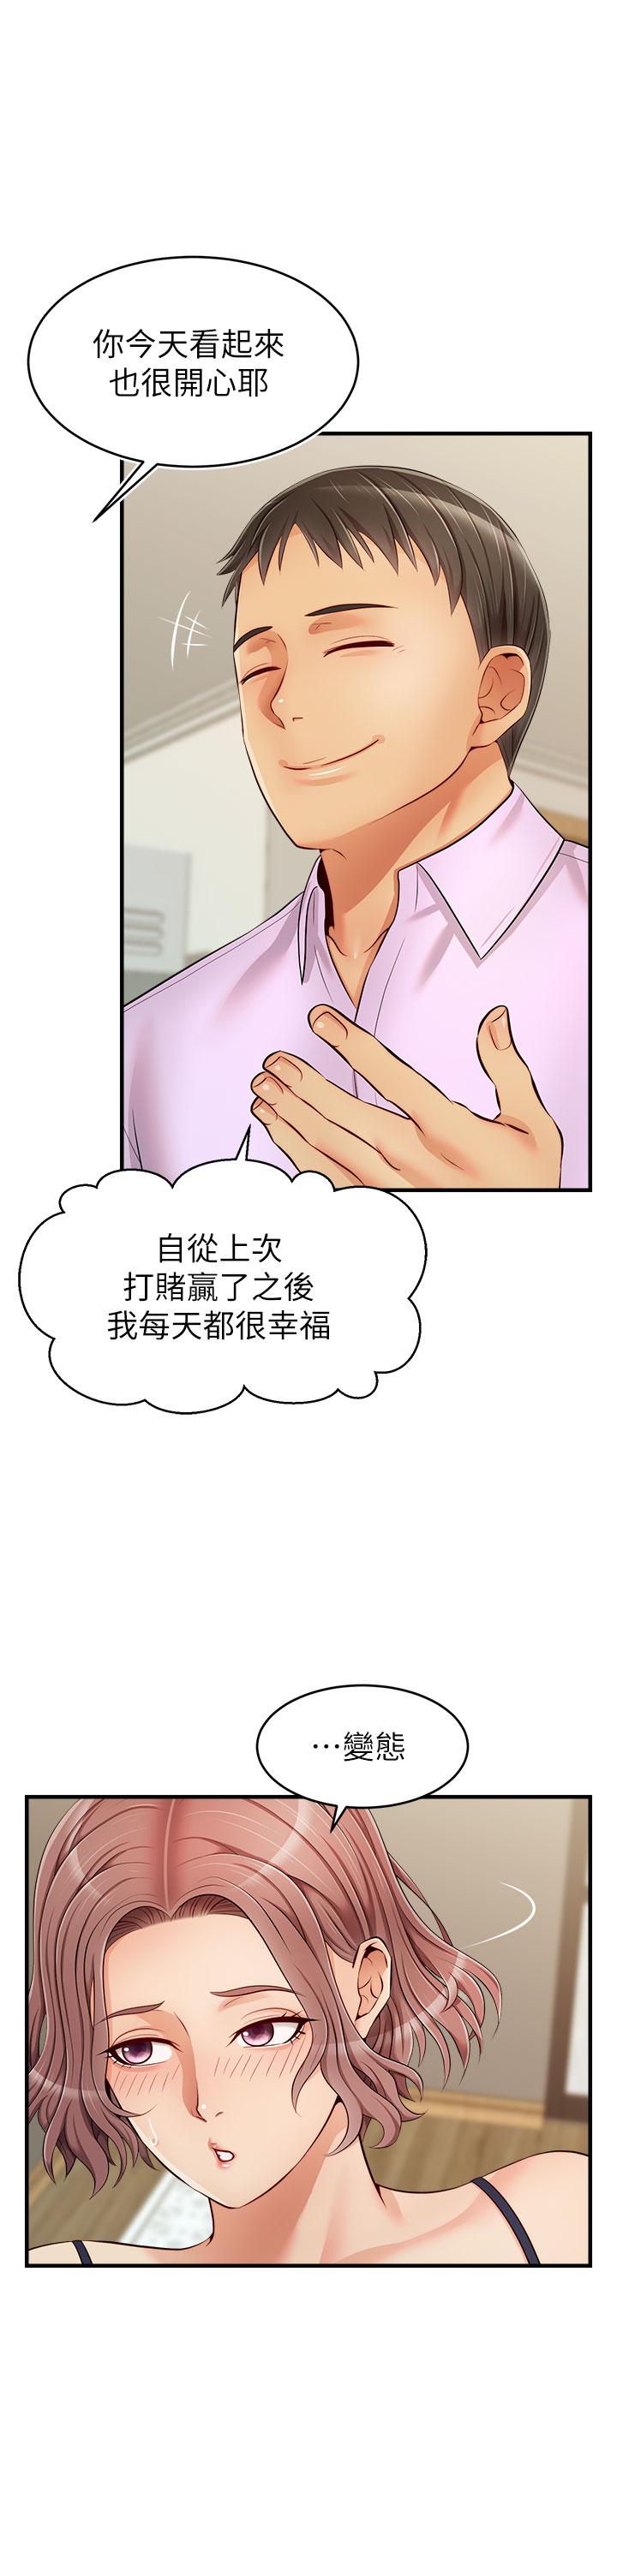 你今天看起來
也很開心耶
自從上次
打賭贏了之後
我每天都很幸福
…變態